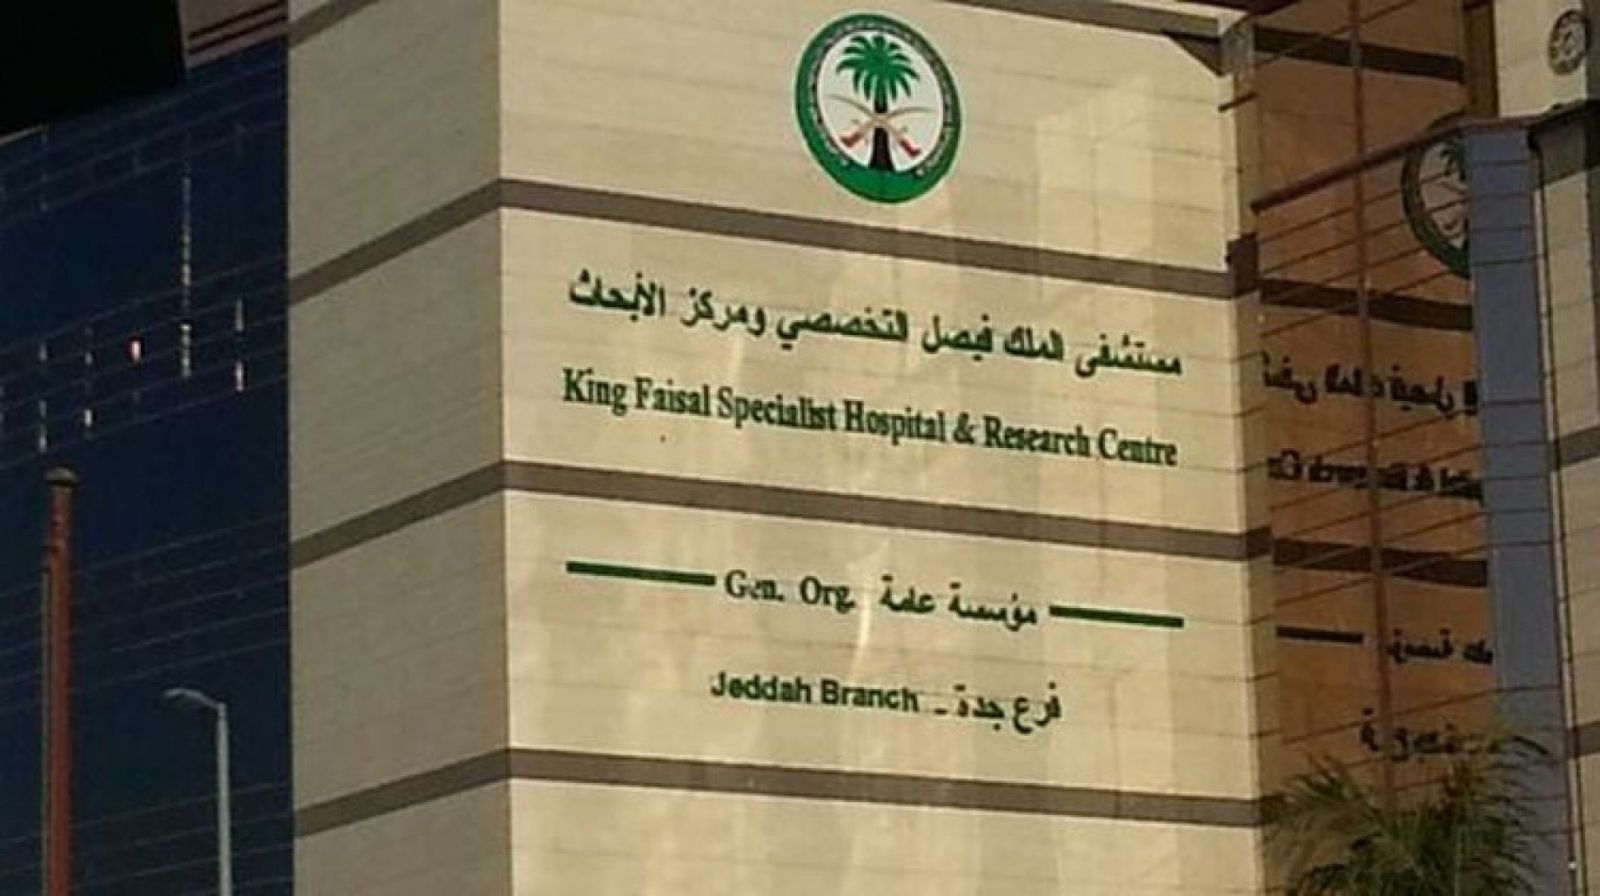 مستشفى الملك فيصل التخصصي ومركز الأبحاث
King Faisal Specialist Hospital & Research Centre
Gen. Org. مؤسسة عامة
Jeddah Branch - فرع جدة